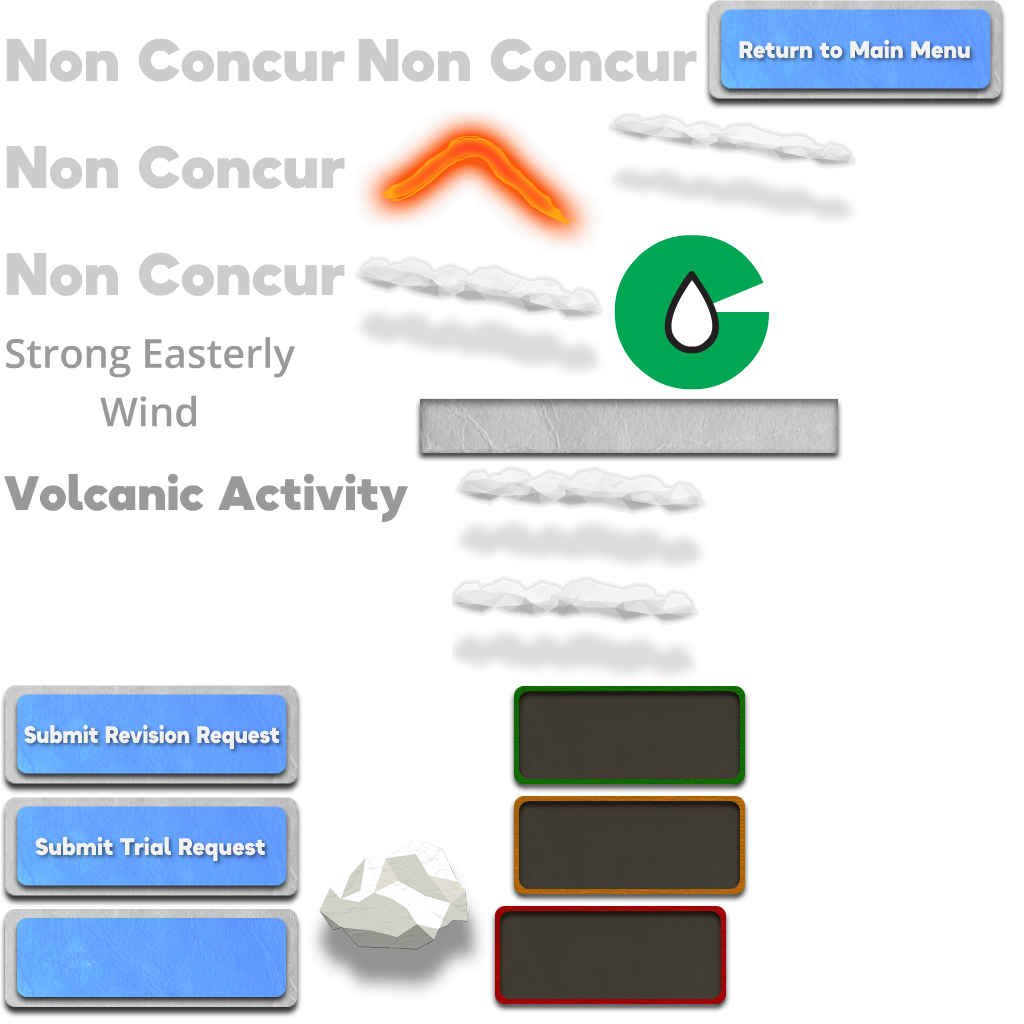 Non Concur
Non Concur
Return to Main Menu
Non Concur
Non Concur
Strong Easterly
Wind
Volcanic Activity
Submit Revision Request
Submit Trial Request